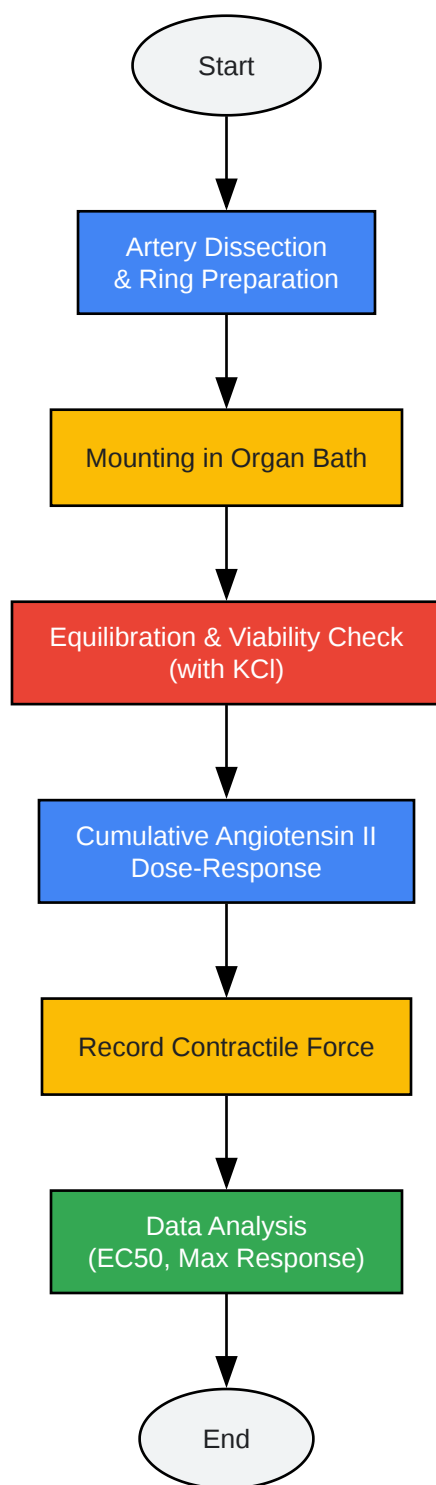 Start
Artery Dissection
& Ring Preparation
Mounting in Organ Bath
Equilibration & Viability Check
(with KCl)
Cumulative Angiotensin II
Dose-Response
Record Contractile Force
Data Analysis
(EC50, Max Response)
End